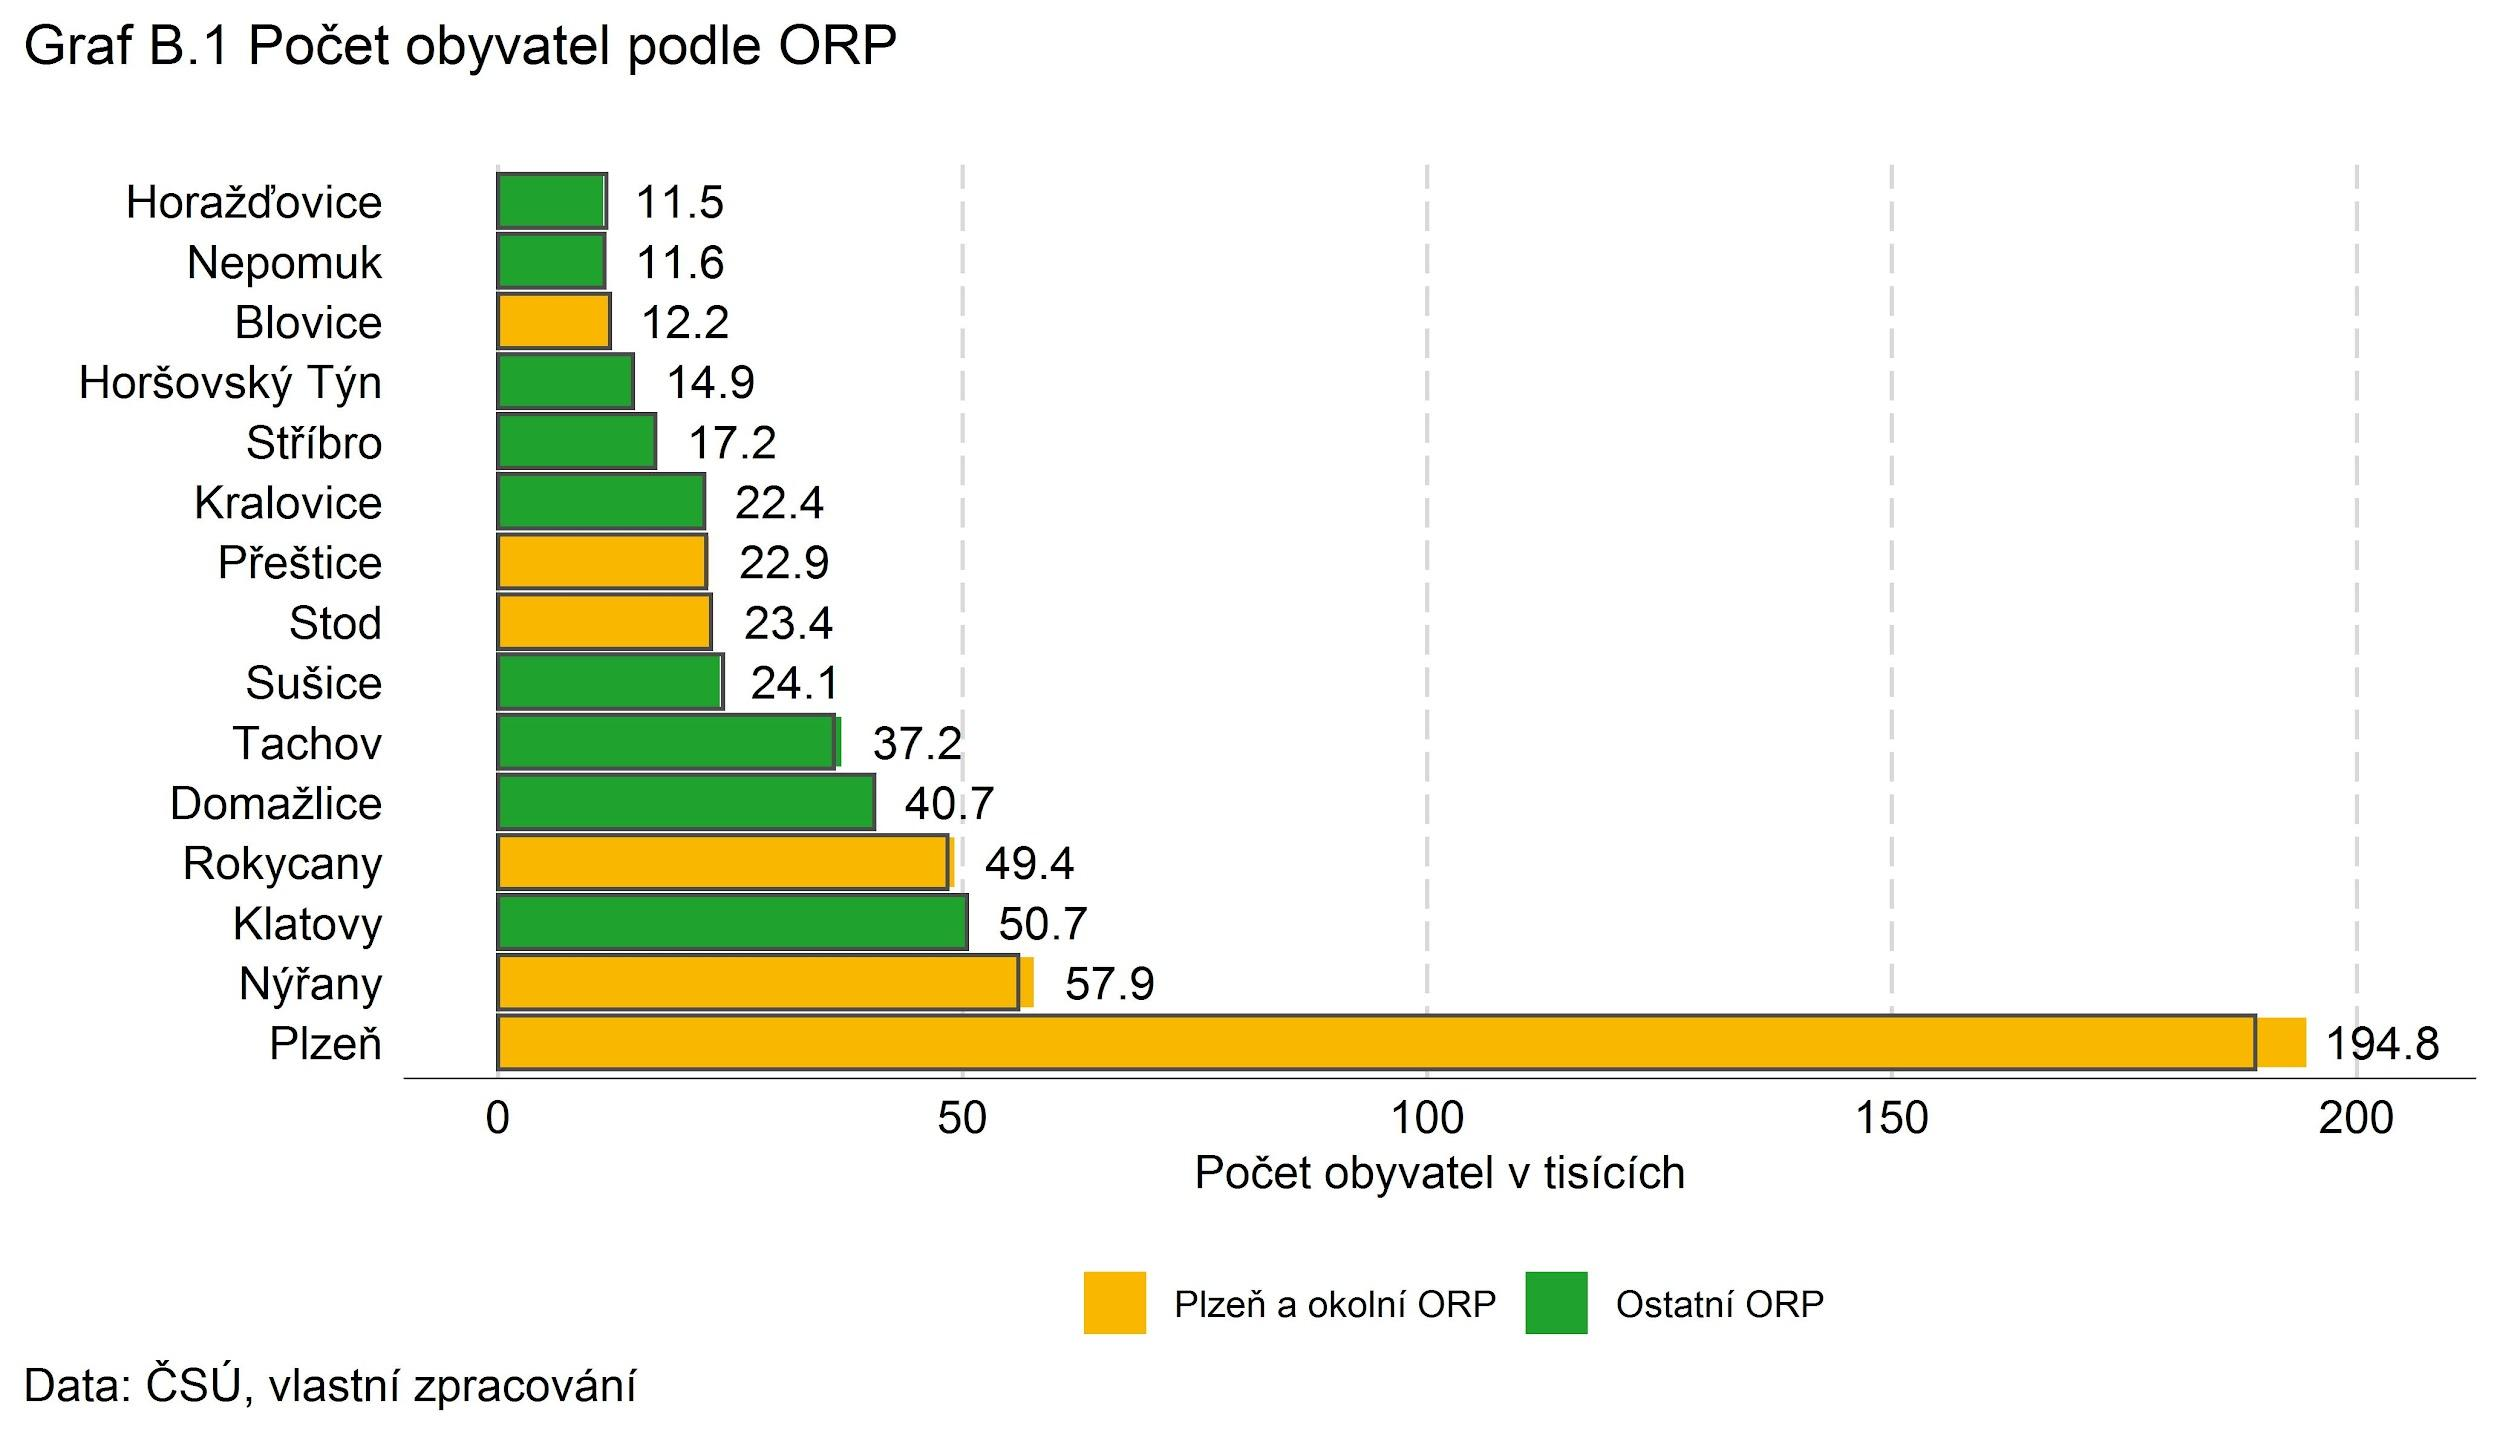 Graf B.1 Počet obyvatel podle ORP
Horažďovice 11.5
Nepomuk 11.6
Blovice 12.2
Horšovský Týn 14.9
Stříbro 17.2
Kralovice 22.4
Přeštice 22.9
Stod 23.4
Sušice 24.1
Tachov 37.2
Domažlice 40.7
Rokycany 49.4
Klatovy 50.7
Nýřany 57.9
Plzeň 194.8
0 50 100 150 200
Počet obyvatel v tisících
Plzeň a okolní ORP Ostatní ORP
Data: ČSÚ, vlastní zpracování